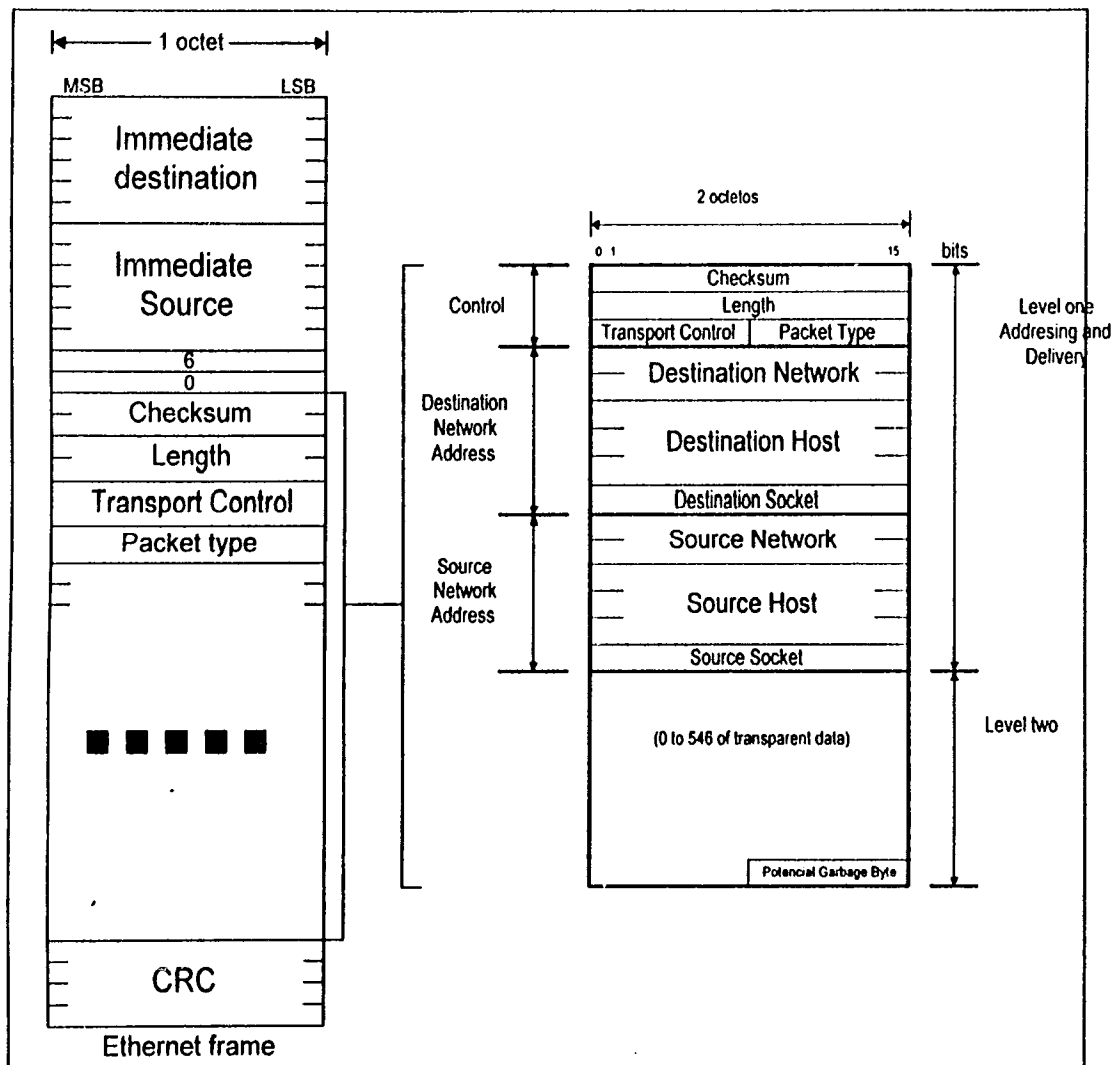 1 octet
MSB LSB
Immediate
destination
Immediate
Source
6
0
Checksum
Length
Transport Control
Packet type
CRC
Ethernet frame
2 octetos
0 1 15 bits
Control
Destination
Network
Address
Source
Network
Address
Checksum
Length
Transport Control Packet Type
Destination Network
Destination Host
Destination Socket
Source Network
Source Host
Source Socket
(0 to 546 of transparent data)
Potencial Garbage Byte
Level one
Addresing and
Delivery
Level two